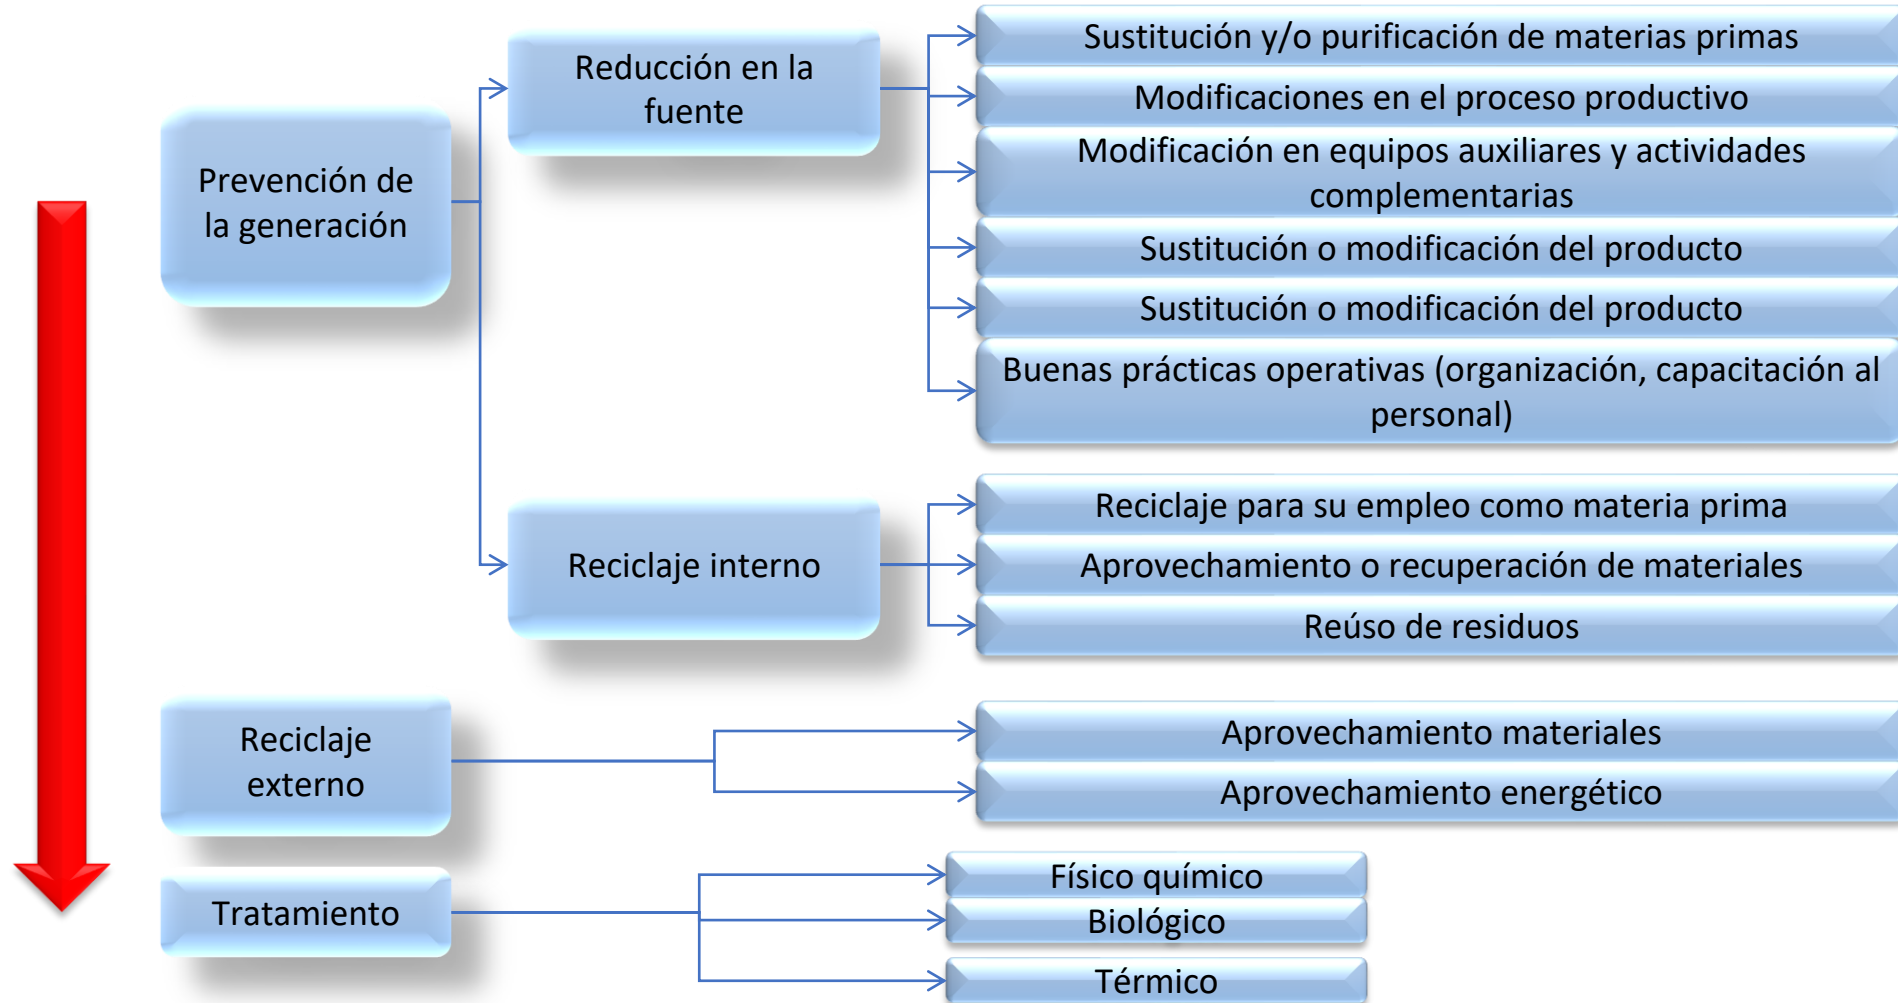 Prevención de
la generación
Reducción en la
fuente
Sustitución y/o purificación de materias primas
Modificaciones en el proceso productivo
Modificación en equipos auxiliares y actividades
complementarias
Sustitución o modificación del producto
Sustitución o modificación del producto
Buenas prácticas operativas (organización, capacitación al
personal)
Reciclaje interno
Reciclaje para su empleo como materia prima
Aprovechamiento o recuperación de materiales
Reúso de residuos
Reciclaje
externo
Aprovechamiento materiales
Aprovechamiento energético
Tratamiento
Físico químico
Biológico
Térmico